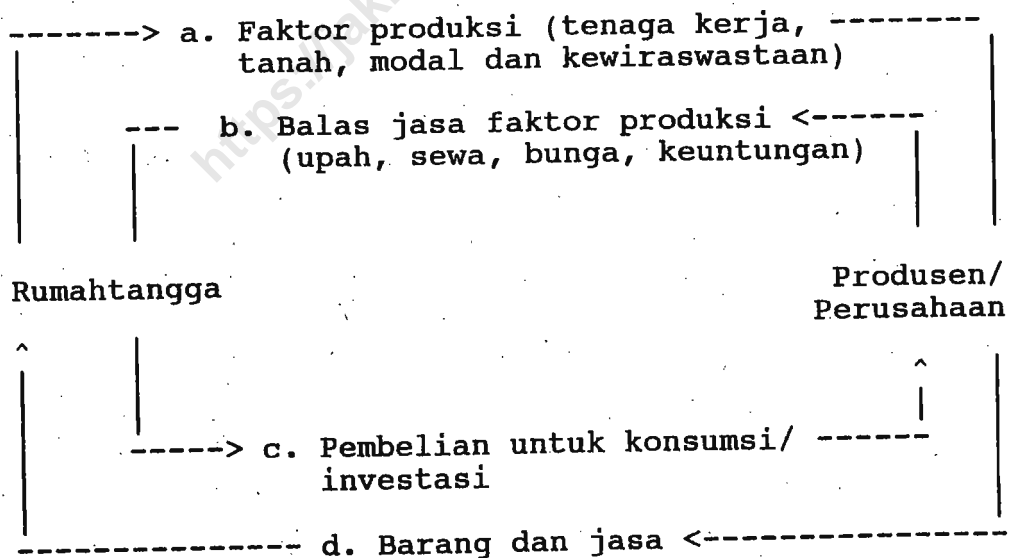 -------> a. Faktor produksi (tenaga kerja, --------
tanah, modal dan kewiraswastaan)
--- b. Balas jasa faktor produksi <------
(upah, sewa, bunga, keuntungan)
Rumahtangga
Produsen/
Perusahaan
-----> c. Pembelian untuk konsumsi/ ------
investasi
---------------- d. Barang dan jasa <-----------------